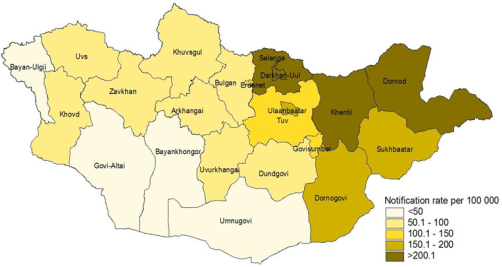 Bayan-Ulgii
Uvs
Khuvsgul
Selenge
Darkhan-Uul
Dornod
Zavkhan
Bulgan
Erdenet
Khovd
Arkhangai
Ulaanbaatar
Tuv
Khentii
Govi-Altai
Bayankhongor
Uvurkhangai
Dundgovi
Govisumber
Sukhbaatar
Dornogovi
Umnugovi
Notification rate per 100 000
<50
50.1 - 100
100.1 - 150
150.1 - 200
>200.1